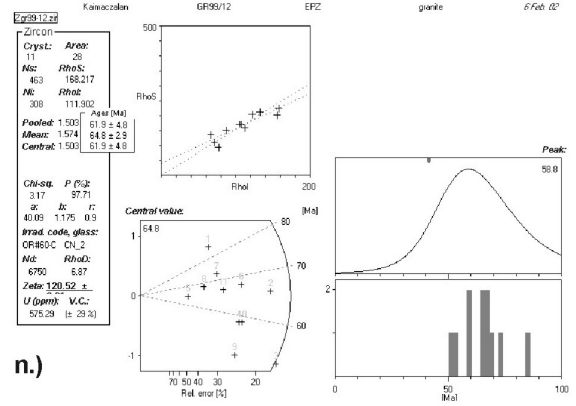 Kaimaczalan GR99/12 EPZ granite 6 Feb. 02
Zgr99-12.zir
Zircon
Cryst.: Area:
11 28
Ns: RhoS:
463 168.217
Ni: RhoI:
308 111.902
Ages [Ma]
Pooled: 1.503 61.9 ± 4.8
Mean: 1.574 64.8 ± 2.9
Central: 1.503 61.9 ± 4.8
Chi-sq. P (%):
3.17 97.71
a: b: r:
40.09 1.175 0.9
Irrad. code, glass:
OR#60-C CN_2
Nd: RhoD:
6750 6.87
Zeta: 120.52 ±
U (ppm): V.C.:
575.29 (± 29 %)
n.)
500
RhoS
RhoI 200
Central value:
64.8
[Ma]
80
70
60
1
0
-1
70 50 40 30 20
Rel. error [%]
Peak:
58.8
2
1
0 50 100
[Ma]